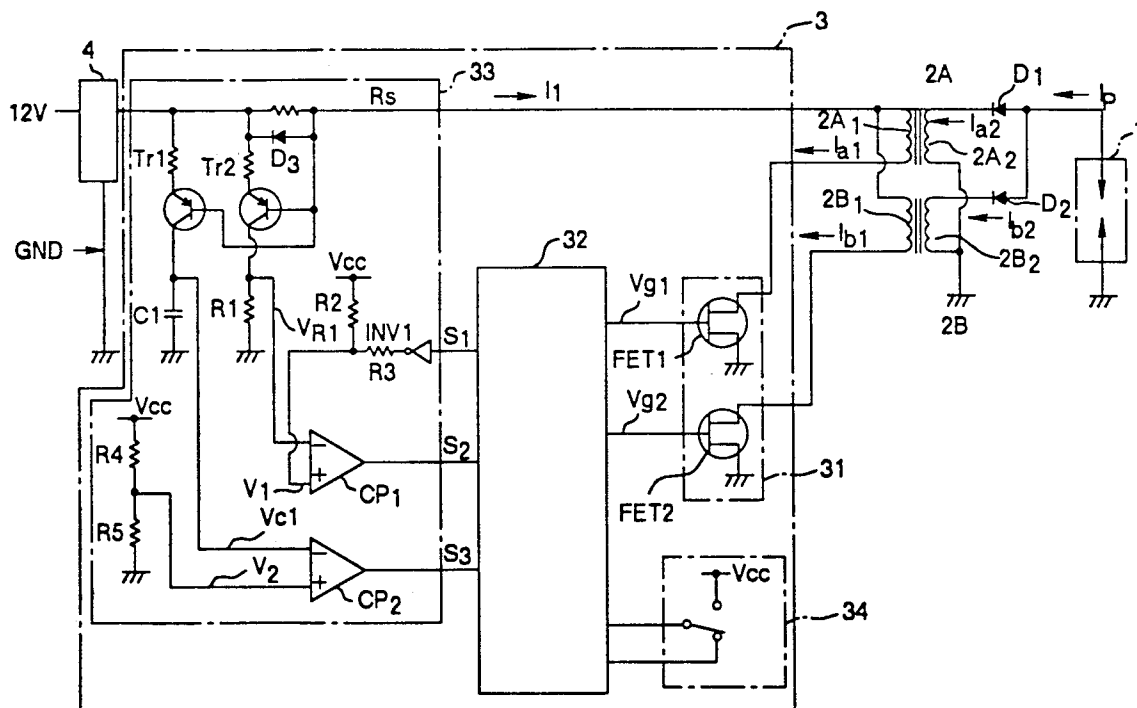 3
4
33
12V
Rs
I1
2A
D1
Ip
2A1
Ia2
Tr1
Tr2
D3
Ia1
2A2
2B1
D2
GND
Ib1
Ib2
2B2
32
Vcc
Vg1
C1
R1
R2
VR1
INV1
S1
2B
R3
FET1
Vcc
Vg2
R4
S2
31
V1
CP1
R5
Vc1
FET2
S3
V2
Vcc
CP2
34